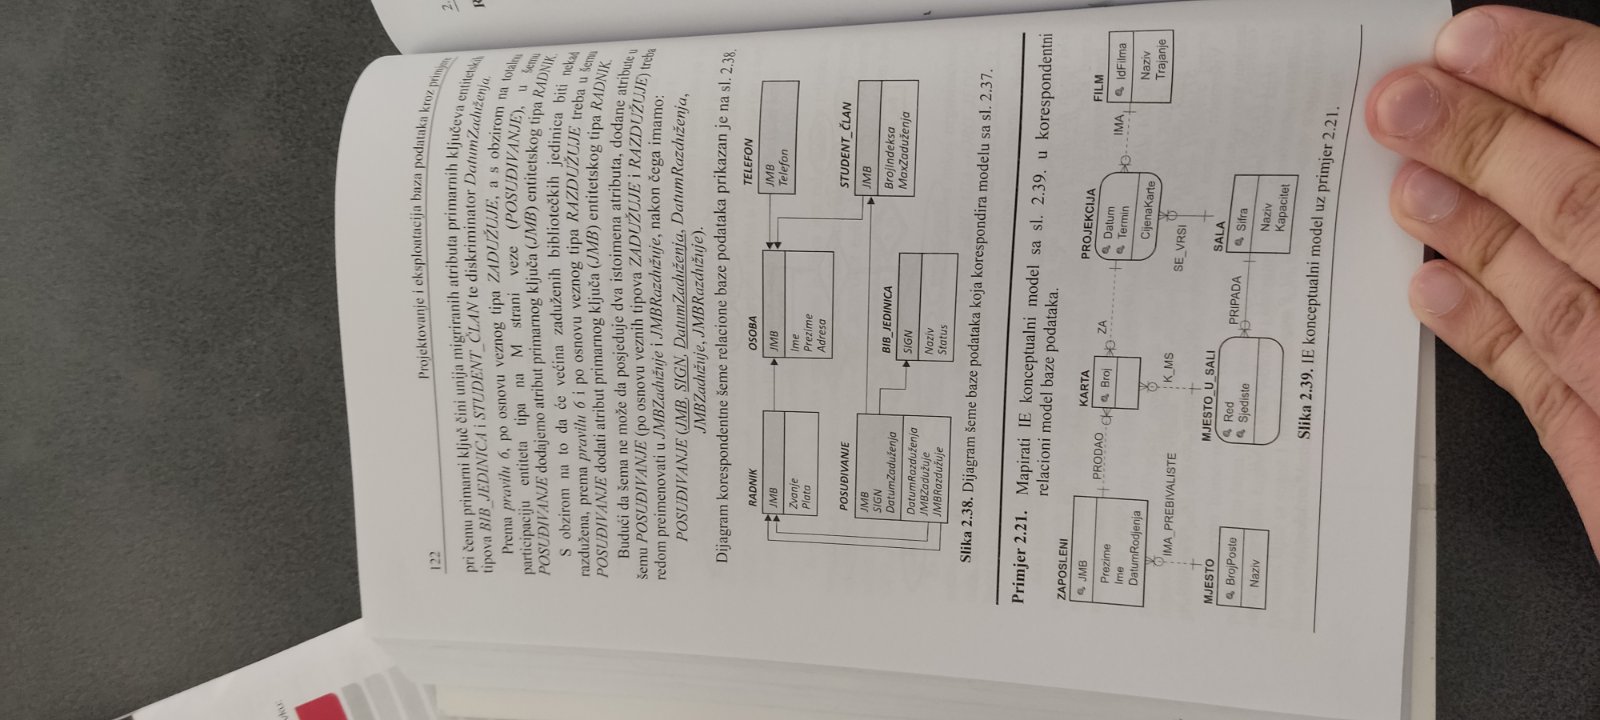 122
Projektovanje i eksploatacija baza podataka kroz primjere
pri čemu primarni ključ čini unija migriranih atributa primarnih ključeva entitetskih
tipova BIB_JEDINICA i STUDENT_ČLAN te diskriminator DatumZaduženja.
Prema pravilu 6, po osnovu veznog tipa ZADUŽUJE, a s obzirom na totalnu
participaciju entiteta tipa na M strani veze (POSUĐIVANJE), u šemu
POSUĐIVANJE dodajemo atribut primarnog ključa (JMB) entitetskog tipa RADNIK.
S obzirom na to da će većina zaduženih bibliotečkih jedinica biti nekad
razdužena, prema pravilu 6 i po osnovu veznog tipa RAZDUŽUJE treba u šemu
POSUĐIVANJE dodati atribut primarnog ključa (JMB) entitetskog tipa RADNIK.
Budući da šema ne može da posjeduje dva istoimena atributa, dodane atribute u
šemu POSUĐIVANJE (po osnovu veznih tipova ZADUŽUJE i RAZDUŽUJE) treba
redom preimenovati u JMBZadužuje i JMBRazdužuje, nakon čega imamo:
POSUĐIVANJE (JMB, SIGN, DatumZaduženja, DatumRazduženja,
JMBZadužuje, JMBRazdužuje).
Dijagram korespondentne šeme relacione baze podataka prikazan je na sl. 2.38.
RADNIK
JMB
Zvanje
Plata
OSOBA
JMB
Ime
Prezime
Adresa
TELEFON
JMB
Telefon
POSUĐIVANJE
JMB
SIGN
DatumZaduženja
DatumRazduženja
JMBZadužuje
JMBRazdužuje
BIB_JEDINICA
SIGN
Naziv
Status
STUDENT_ČLAN
JMB
BrojIndeksa
MaxZaduženja
Slika 2.38. Dijagram šeme baze podataka koja korespondira modelu sa sl. 2.37.
Primjer 2.21. Mapirati IE konceptualni model sa sl. 2.39. u korespondentni
relacioni model baze podataka.
ZAPOSLENI
JMB
Prezime
Ime
DatumRodjenja
PRODAO
KARTA
Broj
ZA
PROJEKCIJA
Datum
Termin
CijenaKarte
IMA
FILM
IdFilma
Naziv
Trajanje
IMA_PREBIVALISTE
K_MS
SE_VRSI
MJESTO
BrojPoste
Naziv
MJESTO_U_SALI
Red
Sjediste
PRIPADA
SALA
Sifra
Naziv
Kapacitet
Slika 2.39. IE konceptualni model uz primjer 2.21.
2.